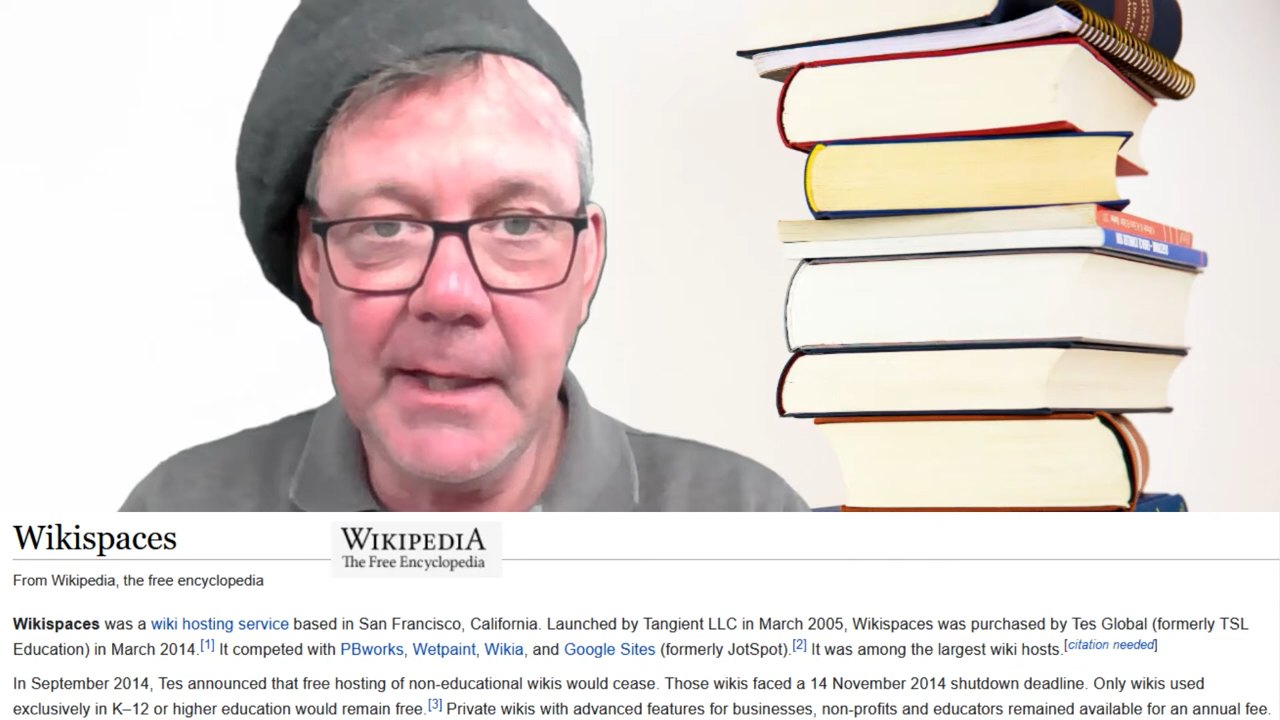 Wikispaces
WIKIPEDIA
The Free Encyclopedia
From Wikipedia, the free encyclopedia
Wikispaces was a wiki hosting service based in San Francisco, California. Launched by Tangient LLC in March 2005, Wikispaces was purchased by Tes Global (formerly TSL
Education) in March 2014.[1] It competed with PBworks, Wetpaint, Wikia, and Google Sites (formerly JotSpot).[2] It was among the largest wiki hosts.[citation needed]
In September 2014, Tes announced that free hosting of non-educational wikis would cease. Those wikis faced a 14 November 2014 shutdown deadline. Only wikis used
exclusively in K–12 or higher education would remain free.[3] Private wikis with advanced features for businesses, non-profits and educators remained available for an annual fee.